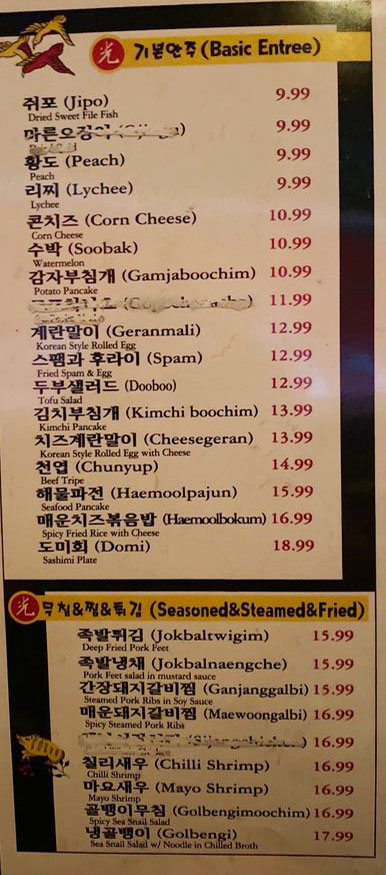 光 기본안주 (Basic Entree)
쥐포 (Jipo) 9.99
Dried Sweet File Fish
마른오징어 9.99
황도 (Peach) 9.99
Peach
리찌 (Lychee) 9.99
Lychee
콘치즈 (Corn Cheese) 10.99
Corn Cheese
수박 (Soobak) 10.99
Watermelon
감자부침개 (Gamjaboochim) 10.99
Potato Pancake
11.99
계란말이 (Geranmali) 12.99
Korean Style Rolled Egg
스팸과 후라이 (Spam) 12.99
Fried Spam & Egg
두부샐러드 (Dooboo) 12.99
Tofu Salad
김치부침개 (Kimchi boochim) 13.99
Kimchi Pancake
치즈계란말이 (Cheesegeran) 13.99
Korean Style Rolled Egg with Cheese
천엽 (Chunyup) 14.99
Beef Tripe
해물파전 (Haemoolpajun) 15.99
Seafood Pancake
매운치즈볶음밥 (Haemoolbokum) 16.99
Spicy Fried Rice with Cheese
도미회 (Domi) 18.99
Sashimi Plate
光 무침&찜&튀김 (Seasoned&Steamed&Fried)
족발튀김 (Jokbaltwigim) 15.99
Deep Fried Pork Feet
족발냉채 (Jokbalnaengche) 15.99
Pork Feet salad in mustard sauce
간장돼지갈비찜 (Ganjanggalbi) 15.99
Steamed Pork Ribs in Soy Sauce
매운돼지갈비찜 (Maewoongalbi) 16.99
Spicy Steamed Pork Ribs
16.99
칠리새우 (Chilli Shrimp) 16.99
Chilli Shrimp
마요새우 (Mayo Shrimp) 16.99
Mayo Shrimp
골뱅이무침 (Golbengimoochim) 16.99
Spicy Sea Snail Salad
냉골뱅이 (Golbengi) 17.99
Sea Snail Salad w/ Noodle in Chilled Broth